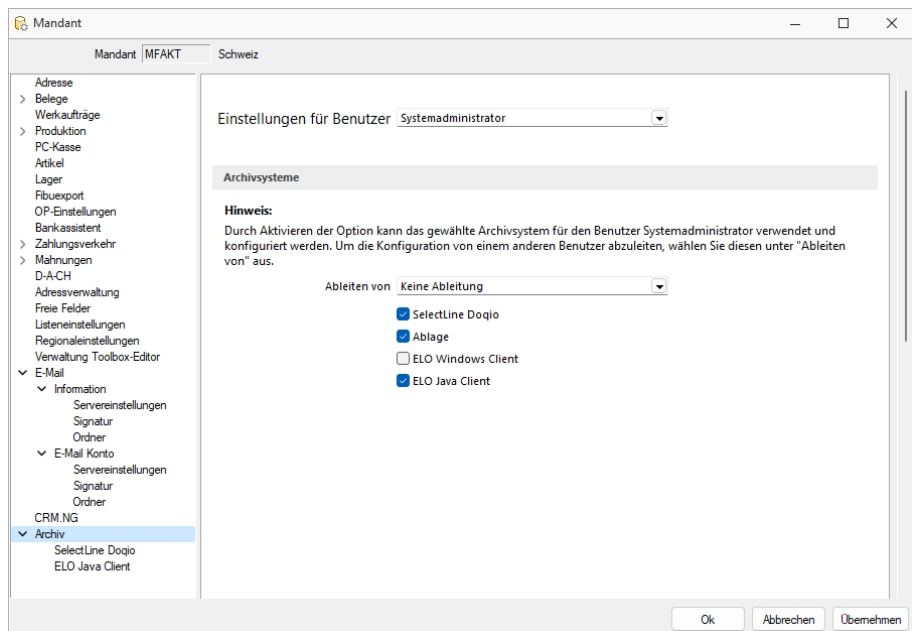 Mandant
Mandant MFAKT Schweiz
Adresse
Belege
Werkaufträge
Produktion
PC-Kasse
Artikel
Lager
Fibuexport
OP-Einstellungen
Bankassistent
Zahlungsverkehr
Mahnungen
D-A-CH
Adressverwaltung
Freie Felder
Listeneinstellungen
Regionaleinstellungen
Verwaltung Toolbox-Editor
E-Mail
Information
Servereinstellungen
Signatur
Ordner
E-Mail Konto
Servereinstellungen
Signatur
Ordner
CRM.NG
Archiv
SelectLine Doqio
ELO Java Client
Einstellungen für Benutzer Systemadministrator
Archivsysteme
Hinweis:
Durch Aktivieren der Option kann das gewählte Archivsystem für den Benutzer Systemadministrator verwendet und
konfiguriert werden. Um die Konfiguration von einem anderen Benutzer abzuleiten, wählen Sie diesen unter "Ableiten
von" aus.
Ableiten von Keine Ableitung
SelectLine Doqio
Ablage
ELO Windows Client
ELO Java Client
Ok Abbrechen Übernehmen